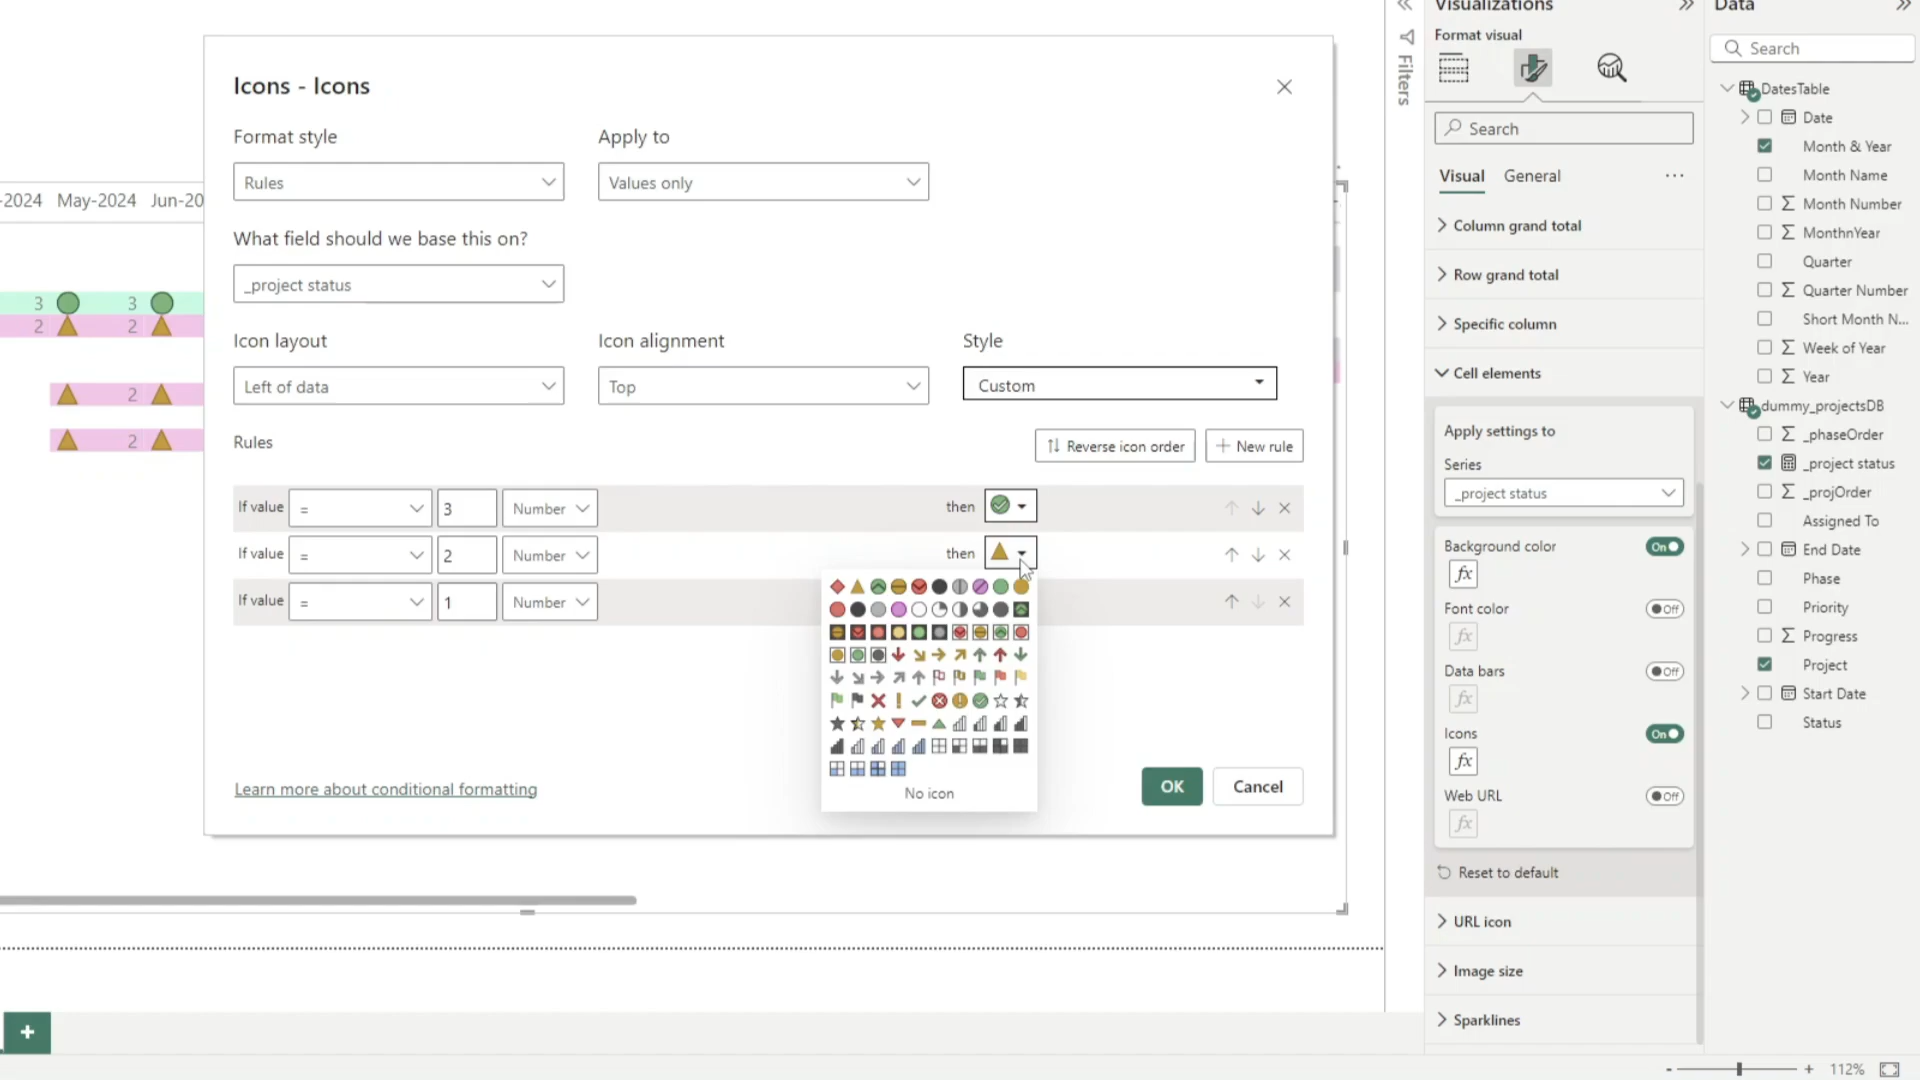 Icons - Icons
Format style
Apply to
Rules
Values only
What field should we base this on?
_project status
Icon layout
Icon alignment
Style
Left of data
Top
Custom
Rules
Reverse icon order
New rule
If value
=
3
Number
then
If value
=
2
Number
then
If value
=
1
Number
No icon
Learn more about conditional formatting
OK
Cancel
-2024 May-2024 Jun-20
3 3
2 2
2
2
Filters
Visualizations
Format visual
Search
Visual General
Column grand total
Row grand total
Specific column
Cell elements
Apply settings to
Series
_project status
Background color
On
fx
Font color
Off
fx
Data bars
Off
fx
Icons
On
fx
Web URL
Off
fx
Reset to default
URL icon
Image size
Sparklines
Data
Search
DatesTable
Date
Month & Year
Month Name
Month Number
MonthnYear
Quarter
Quarter Number
Short Month N...
Week of Year
Year
dummy_projectsDB
_phaseOrder
_project status
_projOrder
Assigned To
End Date
Phase
Priority
Progress
Project
Start Date
Status
- + 112%